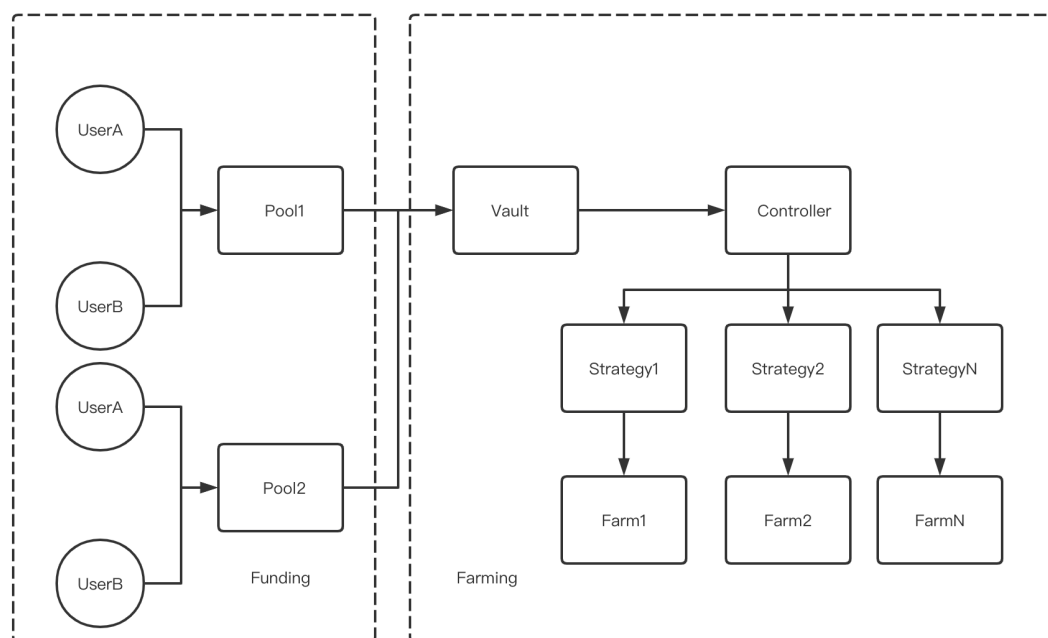 UserA
Pool1
Vault
Controller
UserB
Strategy1
Strategy2
StrategyN
UserA
Pool2
Farm1
Farm2
FarmN
UserB
Funding
Farming